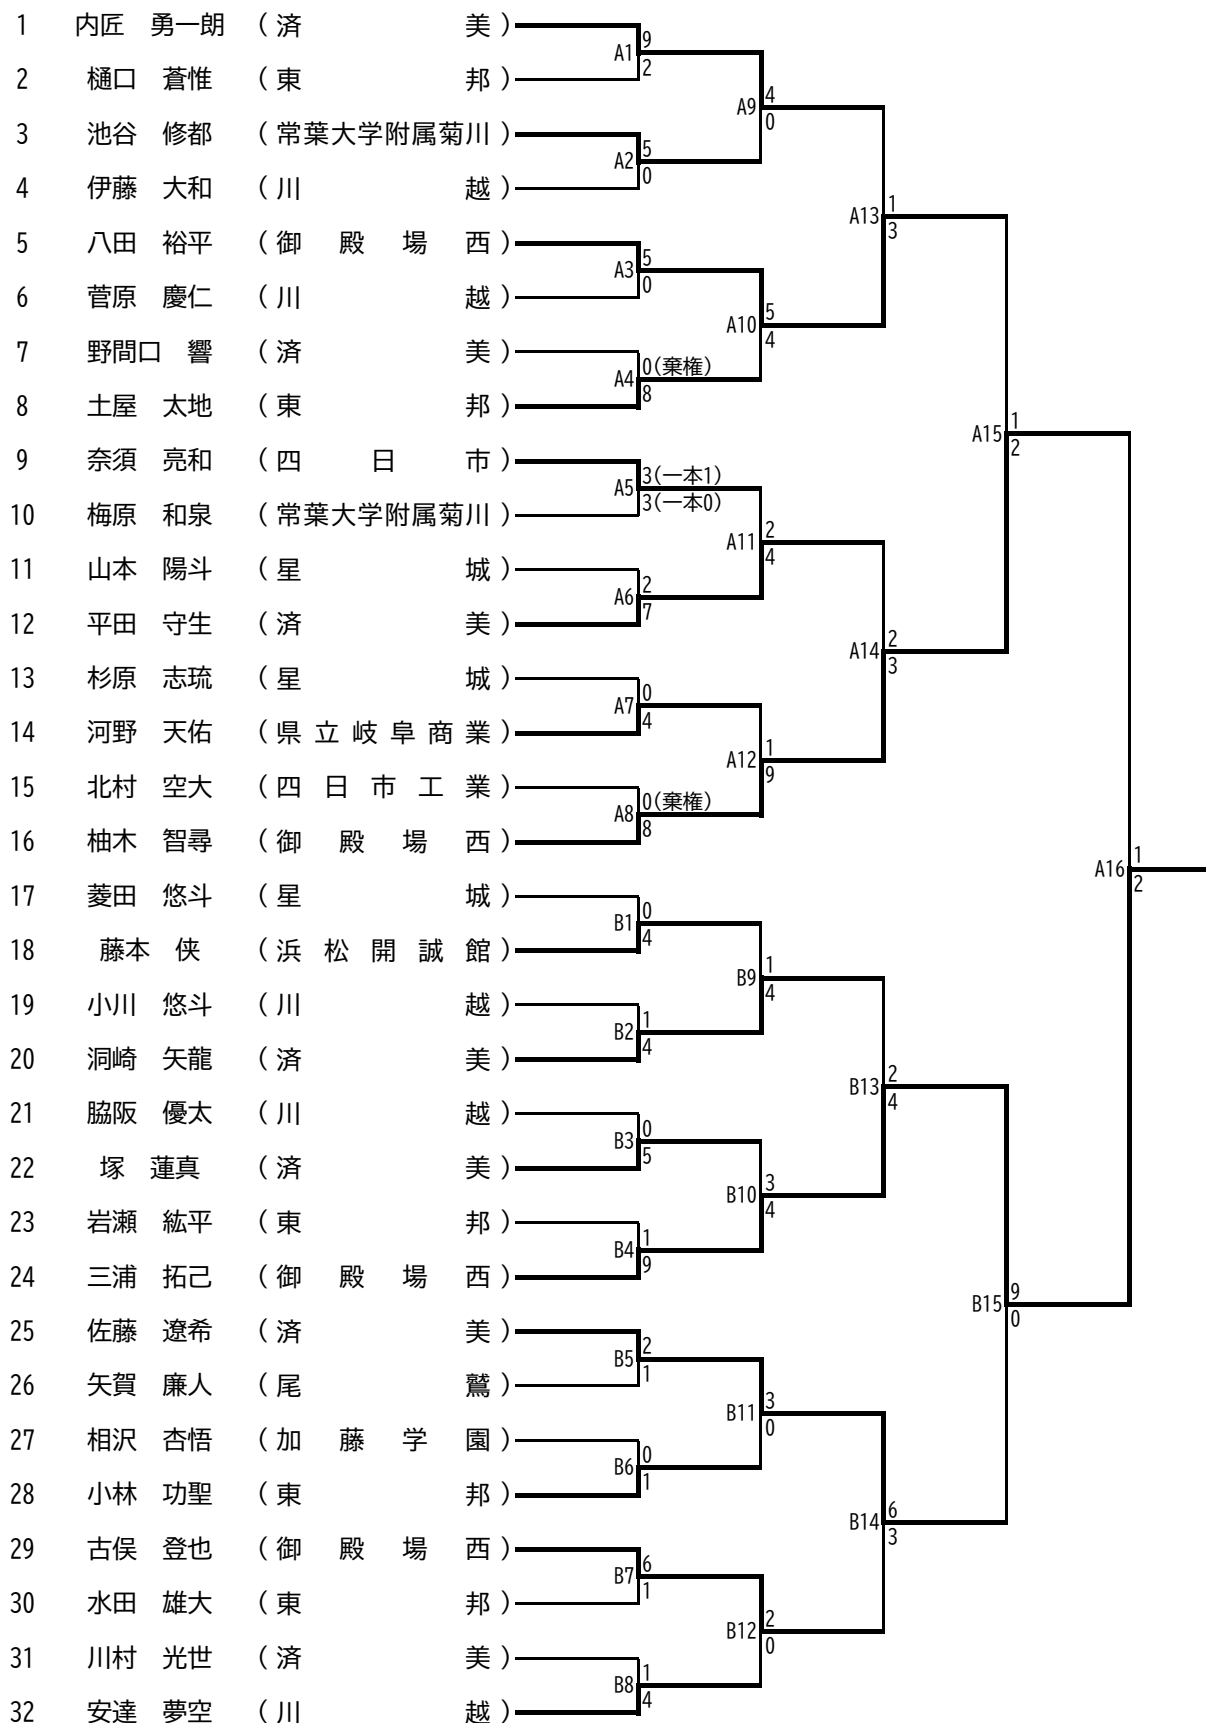 1 内匠 勇一朗 (済 美)
9
A1
2
2 樋口 蒼惟 (東 邦)
4
A9
0
3 池谷 修都 (常葉大学附属菊川)
5
A2
0
4 伊藤 大和 (川 越)
1
A13
3
5 八田 裕平 (御 殿 場 西)
5
A3
0
6 菅原 慶仁 (川 越)
5
A10
4
7 野間口 響 (済 美)
0(棄権)
A4
8
8 土屋 太地 (東 邦)
1
A15
2
9 奈須 亮和 (四 日 市)
3(一本1)
A5
3(一本0)
10 梅原 和泉 (常葉大学附属菊川)
2
A11
4
11 山本 陽斗 (星 城)
2
A6
7
12 平田 守生 (済 美)
2
A14
3
13 杉原 志琉 (星 城)
0
A7
4
14 河野 天佑 (県 立 岐 阜 商 業)
1
A12
9
15 北村 空大 (四 日 市 工 業)
0(棄権)
A8
8
16 柚木 智尋 (御 殿 場 西)
1
A16
2
17 菱田 悠斗 (星 城)
0
B1
4
18 藤本 侠 (浜 松 開 誠 館)
1
B9
4
19 小川 悠斗 (川 越)
1
B2
4
20 洞崎 矢龍 (済 美)
2
B13
4
21 脇阪 優太 (川 越)
0
B3
5
22 塚 蓮真 (済 美)
3
B10
4
23 岩瀬 紘平 (東 邦)
1
B4
9
24 三浦 拓己 (御 殿 場 西)
9
B15
0
25 佐藤 遼希 (済 美)
2
B5
1
26 矢賀 廉人 (尾 鷲)
3
B11
0
27 相沢 杏悟 (加 藤 学 園)
0
B6
1
28 小林 功聖 (東 邦)
6
B14
3
29 古俣 登也 (御 殿 場 西)
6
B7
1
30 水田 雄大 (東 邦)
2
B12
0
31 川村 光世 (済 美)
1
B8
4
32 安達 夢空 (川 越)